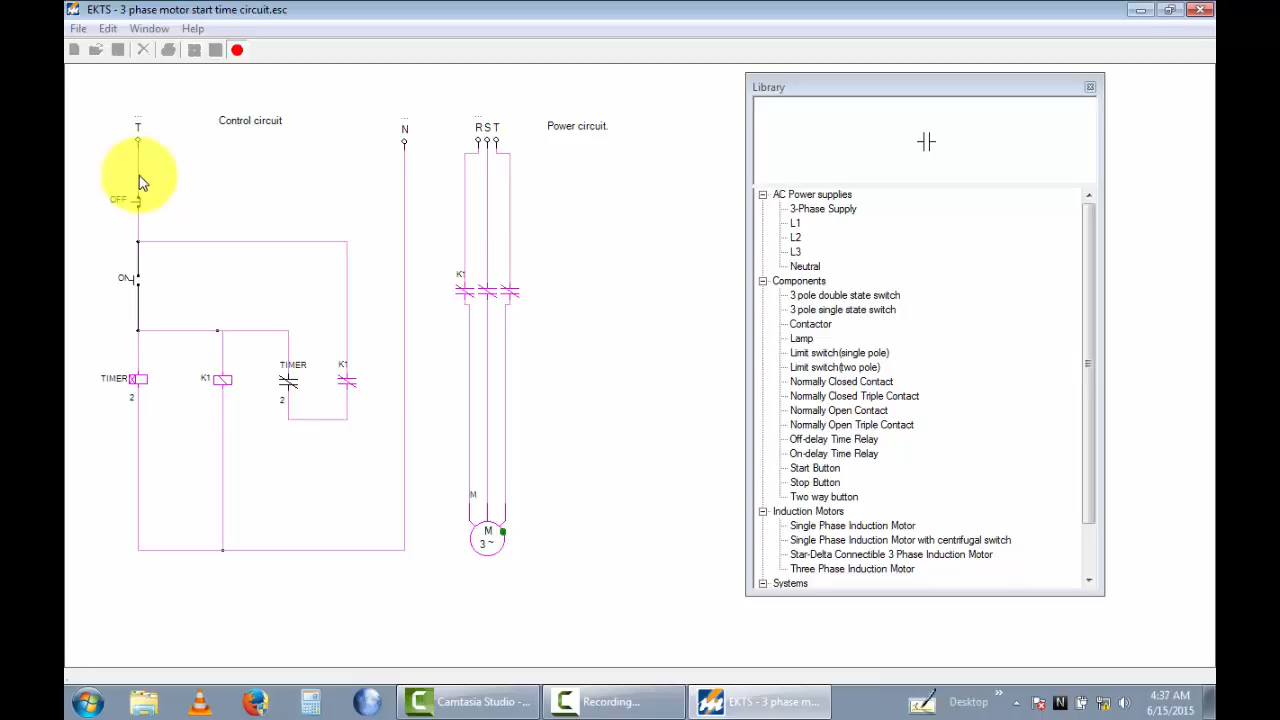 EKTS - 3 phase motor start time circuit.esc
File Edit Window Help
Library
Control circuit
Power circuit.
T
N
R S T
OFF
ON
K1
TIMER
2
K1
TIMER
2
K1
M
M
3 ~
AC Power supplies
3-Phase Supply
L1
L2
L3
Neutral
Components
3 pole double state switch
3 pole single state switch
Contactor
Lamp
Limit switch(single pole)
Limit switch(two pole)
Normally Closed Contact
Normally Closed Triple Contact
Normally Open Contact
Normally Open Triple Contact
Off-delay Time Relay
On-delay Time Relay
Start Button
Stop Button
Two way button
Induction Motors
Single Phase Induction Motor
Single Phase Induction Motor with centrifugal switch
Star-Delta Connectible 3 Phase Induction Motor
Three Phase Induction Motor
Systems
Camtasia Studio -...
Recording...
EKTS - 3 phase m...
Desktop
N
4:37 AM
6/15/2015